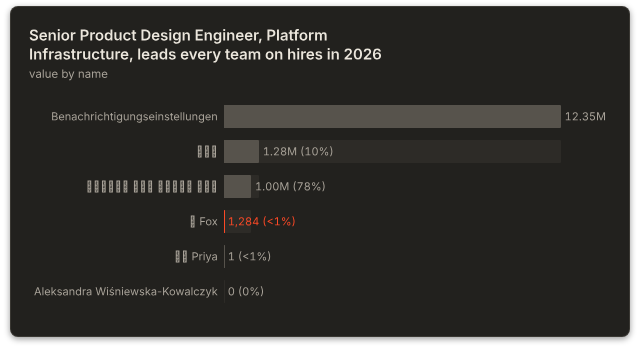 Senior Product Design Engineer, Platform
Infrastructure, leads every team on hires in 2026
value by name
Benachrichtigungseinstellungen
12.35M
1.28M (10%)
1.00M (78%)
Fox
1,284 (<1%)
Priya
1 (<1%)
Aleksandra Wiśniewska-Kowalczyk
0 (0%)